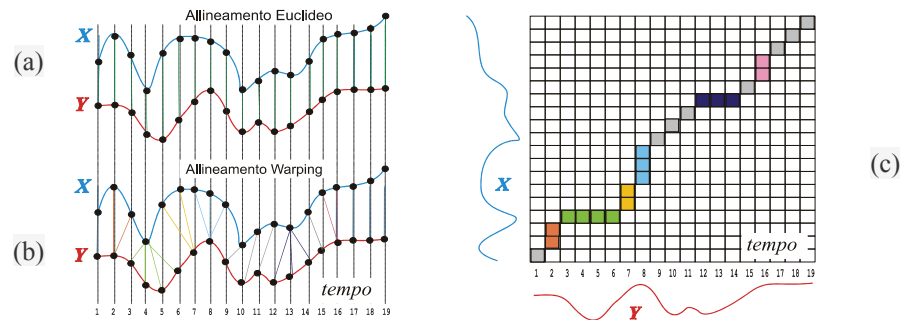 Allineamento Euclideo
X
(a)
Y
Allineamento Warping
X
(b)
Y
tempo
1 2 3 4 5 6 7 8 9 10 11 12 13 14 15 16 17 18 19
X
(c)
tempo
1 2 3 4 5 6 7 8 9 10 11 12 13 14 15 16 17 18 19
Y